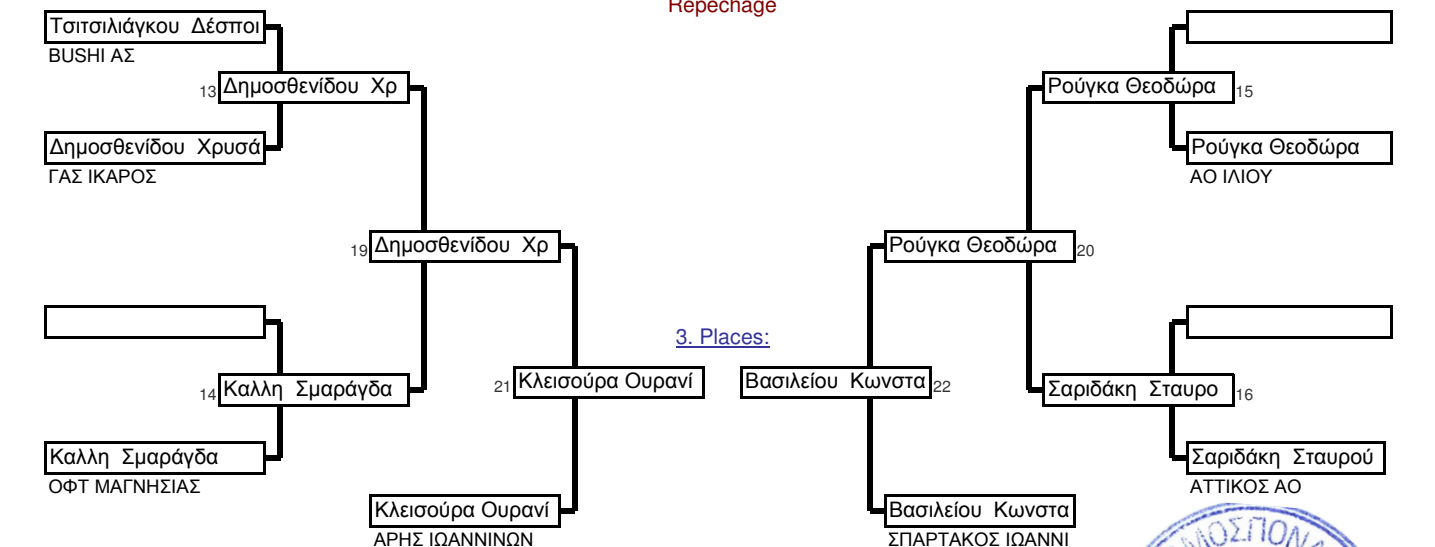 Repechage
Τσιτσιλιάγκου Δέσποι
BUSHI ΑΣ
13 Δημοσθενίδου Χρ
Ρούγκα Θεοδώρα 15
Δημοσθενίδου Χρυσά
ΓΑΣ ΙΚΑΡΟΣ
Ρούγκα Θεοδώρα
ΑΟ ΙΛΙΟΥ
19 Δημοσθενίδου Χρ
Ρούγκα Θεοδώρα 20
3. Places:
14 Καλλη Σμαράγδα
21 Κλεισούρα Ουρανί
Βασιλείου Κωνστα 22
Σαριδάκη Σταυρο 16
Καλλη Σμαράγδα
ΟΦΤ ΜΑΓΝΗΣΙΑΣ
Σαριδάκη Σταυρού
ΑΤΤΙΚΟΣ ΑΟ
Κλεισούρα Ουρανί
ΑΡΗΣ ΙΩΑΝΝΙΝΩΝ
Βασιλείου Κωνστα
ΣΠΑΡΤΑΚΟΣ ΙΩΑΝΝΙ